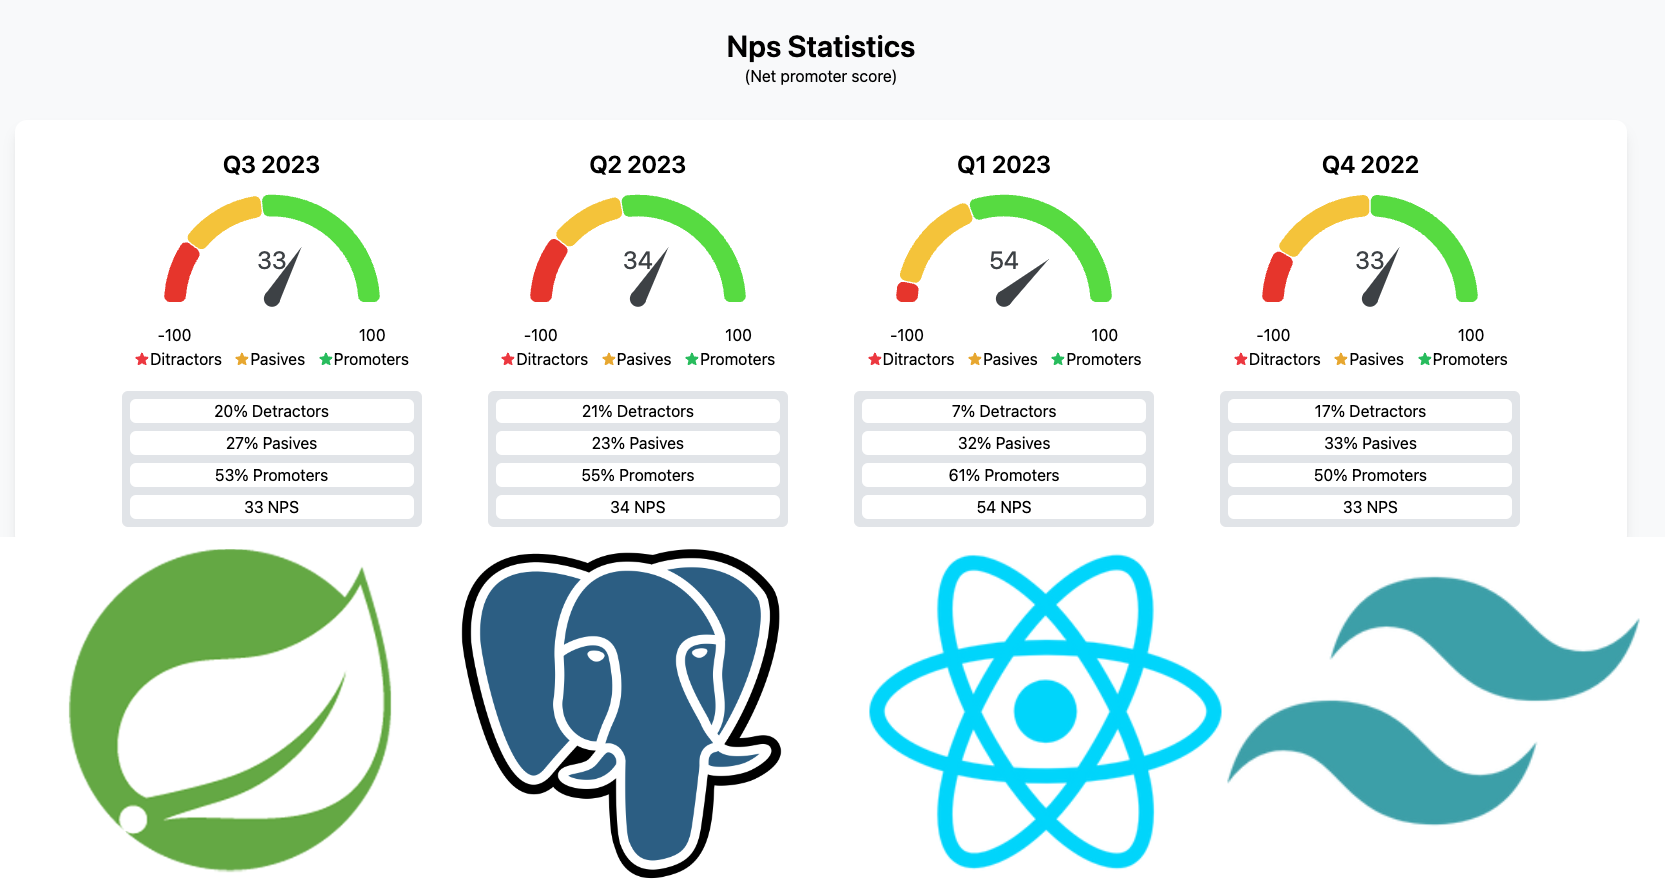 Nps Statistics
(Net promoter score)
Q3 2023
33
-100 100
Ditractors Pasives Promoters
20% Detractors
27% Pasives
53% Promoters
33 NPS
Q2 2023
34
-100 100
Ditractors Pasives Promoters
21% Detractors
23% Pasives
55% Promoters
34 NPS
Q1 2023
54
-100 100
Ditractors Pasives Promoters
7% Detractors
32% Pasives
61% Promoters
54 NPS
Q4 2022
33
-100 100
Ditractors Pasives Promoters
17% Detractors
33% Pasives
50% Promoters
33 NPS